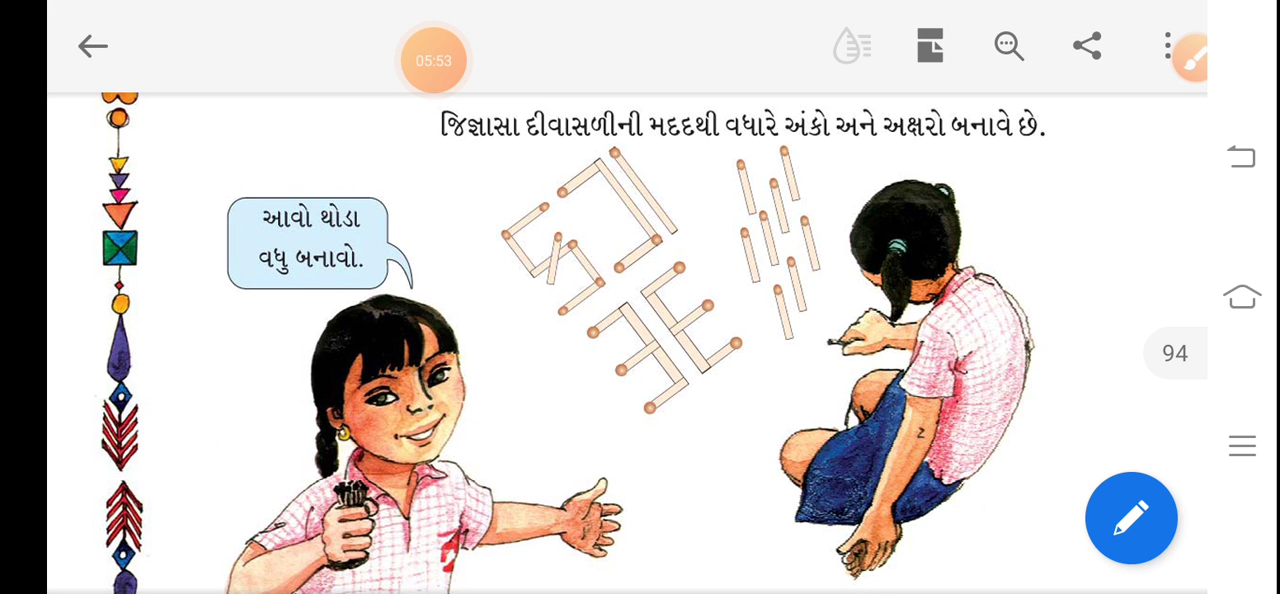 05:53
જિજ્ઞાસા દીવાસળીની મદદથી વધારે અંકો અને અક્ષરો બનાવે છે.
આવો થોડા
વધુ બનાવો.
94